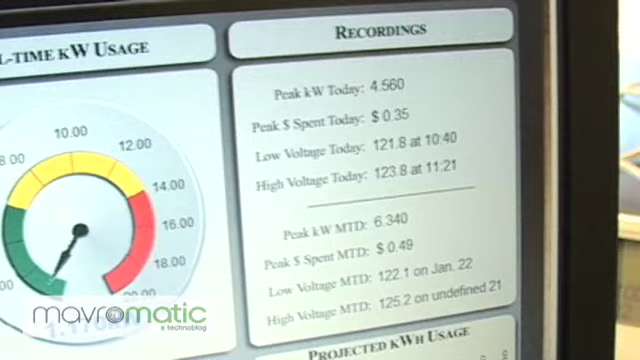 L-TIME KW USAGE
RECORDINGS
Peak kW Today: 4.560
Peak $ Spent Today: $ 0.35
Low Voltage Today: 121.8 at 10:40
High Voltage Today: 123.8 at 11:21
Peak kW MTD: 6.340
Peak $ Spent MTD: $ 0.49
Low Voltage MTD: 122.1 on Jan. 22
High Voltage MTD: 125.2 on undefined 21
PROJECTED KWH USAGE
8.00
10.00
12.00
14.00
16.00
18.00
mavromatic
a technoblog